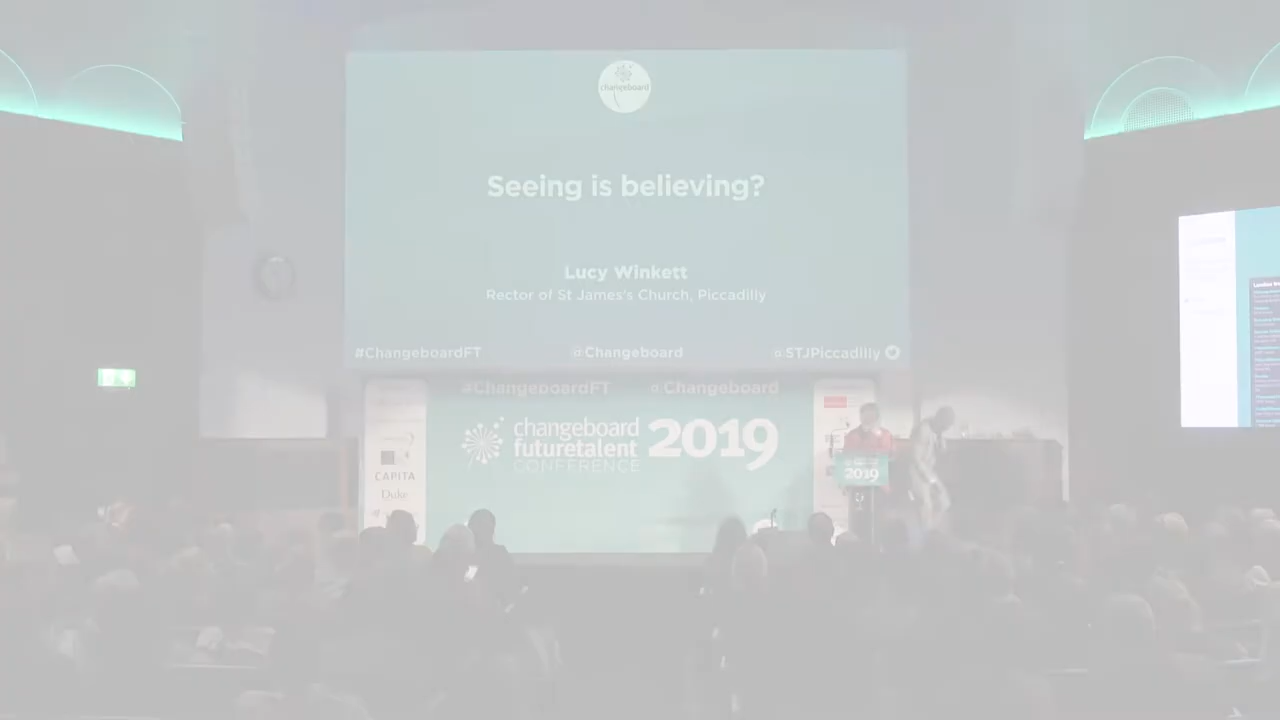 changeboard
Seeing is believing?
Lucy Winkett
Rector of St James's Church, Piccadilly
#ChangeboardFT @Changeboard @STJPiccadilly
#ChangeboardFT @Changeboard
changeboard
futuretalent 2019
CONFERENCE
CAPITA
Duke
2019
London